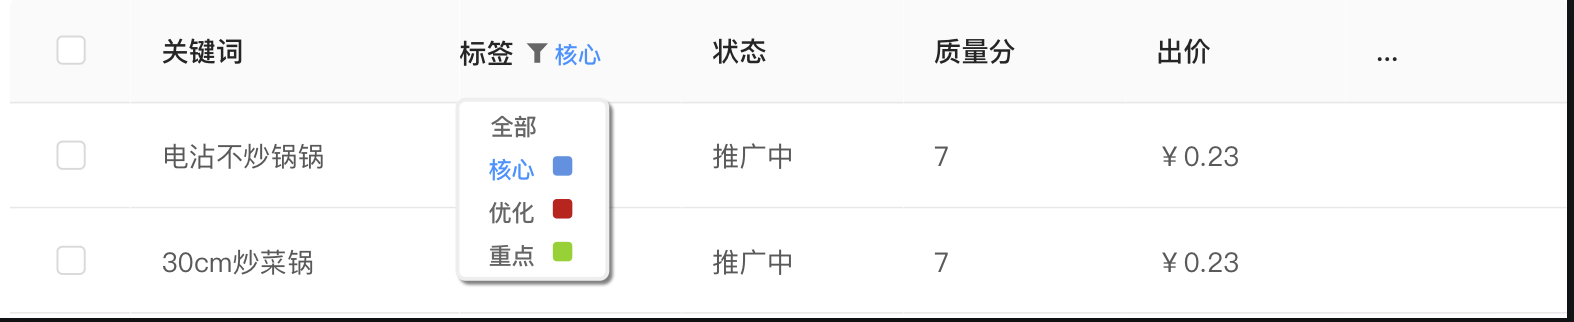 关键词 标签 核心 状态 质量分 出价 ...
全部
电沾不炒锅锅 推广中 7 ￥0.23
核心
优化
重点
30cm炒菜锅 推广中 7 ￥0.23